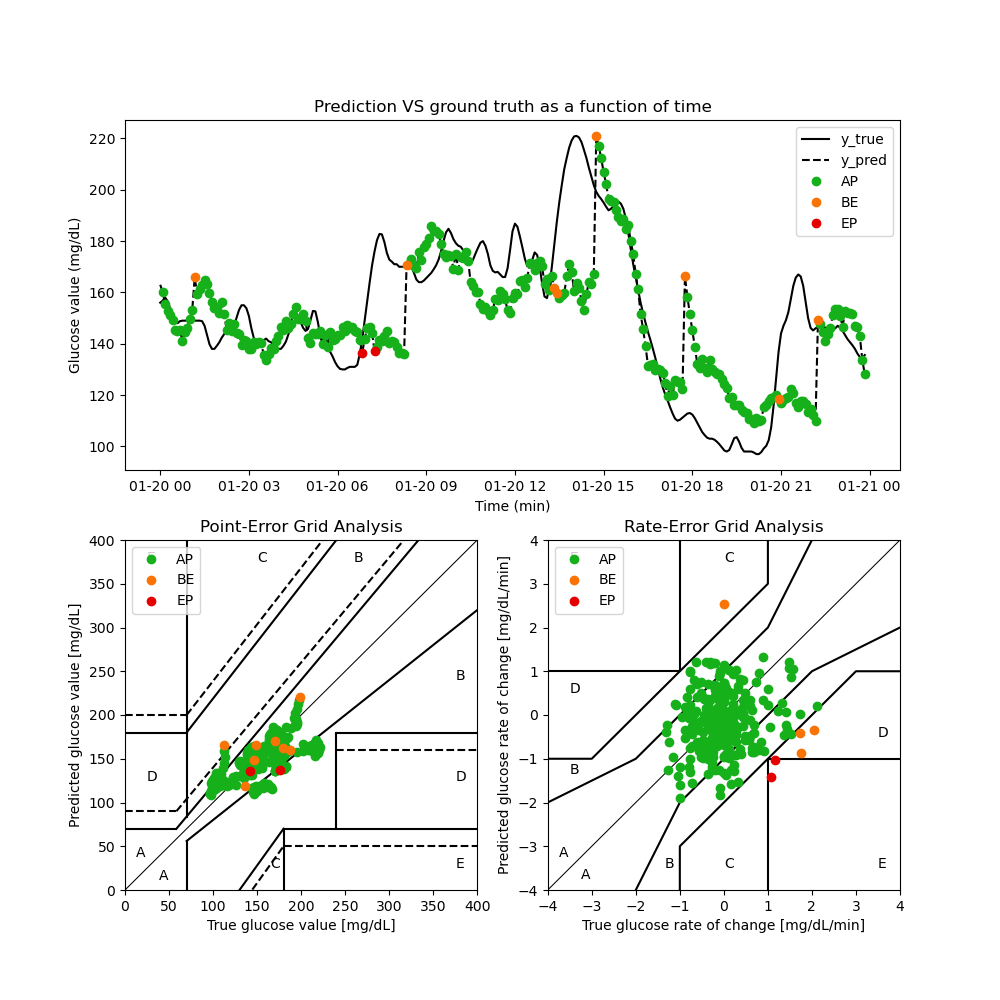 Prediction VS ground truth as a function of time
Glucose value (mg/dL)
220
200
180
160
140
120
100
y_true
y_pred
AP
BE
EP
01-20 00 01-20 03 01-20 06 01-20 09 01-20 12 01-20 15 01-20 18 01-20 21 01-21 00
Time (min)
Point-Error Grid Analysis
Predicted glucose value [mg/dL]
400
350
300
250
200
150
100
50
0
AP
BE
EP
C B
B
D D
A
A C E
0 50 100 150 200 250 300 350 400
True glucose value [mg/dL]
Rate-Error Grid Analysis
Predicted glucose rate of change [mg/dL/min]
4
3
2
1
0
−1
−2
−3
−4
AP
BE
EP
C
D
D
B
A
A B C E
−4 −3 −2 −1 0 1 2 3 4
True glucose rate of change [mg/dL/min]